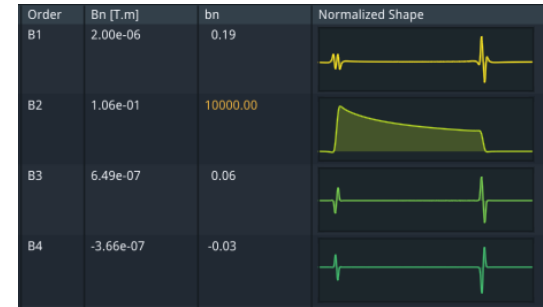 Order Bn [T.m] bn Normalized Shape
B1 2.00e-06 0.19
B2 1.06e-01 10000.00
B3 6.49e-07 0.06
B4 -3.66e-07 -0.03